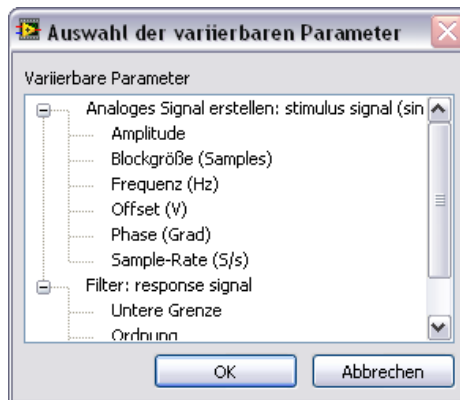 Auswahl der variierbaren Parameter
Variierbare Parameter
Analoges Signal erstellen: stimulus signal (sin
Amplitude
Blockgröße (Samples)
Frequenz (Hz)
Offset (V)
Phase (Grad)
Sample-Rate (S/s)
Filter: response signal
Untere Grenze
Ordnung
OK Abbrechen